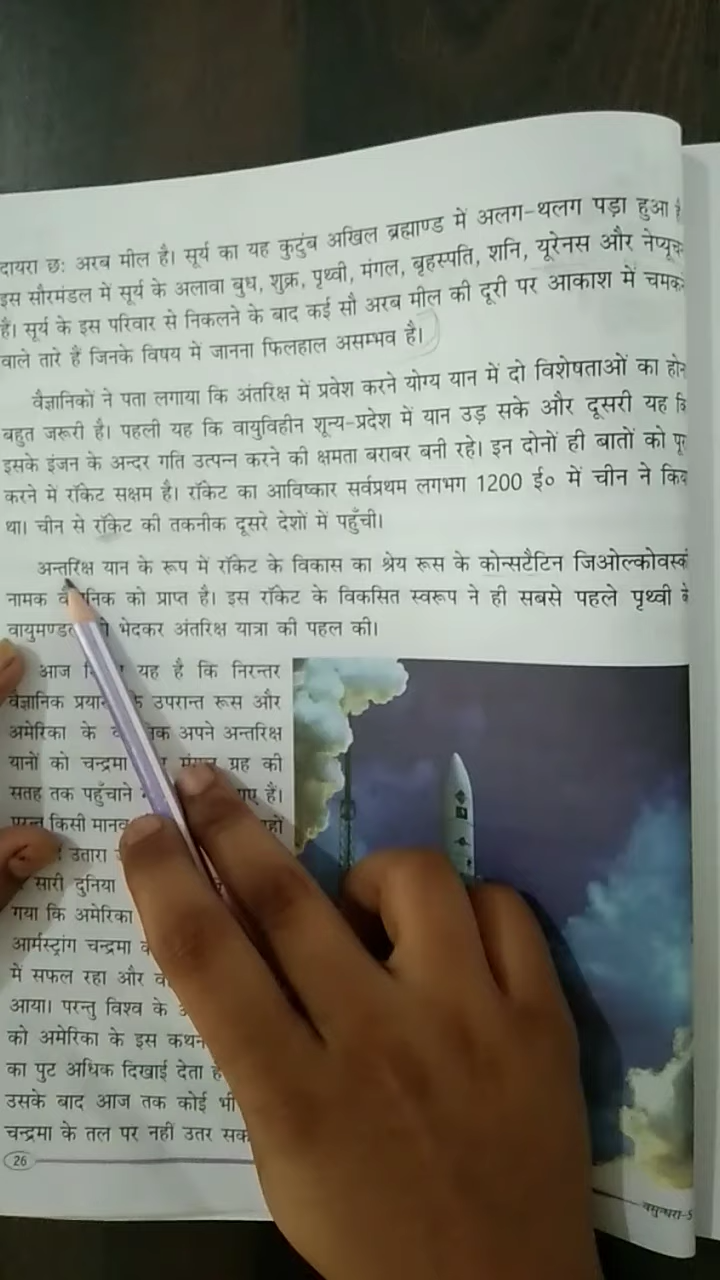 दायरा छः अरब मील है। सूर्य का यह कुटुंब अखिल ब्रह्माण्ड में अलग-थलग पड़ा हुआ
इस सौरमंडल में सूर्य के अलावा बुध, शुक्र, पृथ्वी, मंगल, बृहस्पति, शनि, यूरेनस और
हैं। सूर्य के इस परिवार से निकलने के बाद कई सौ अरब मील की दूरी पर आकाश में
वाले तारे हैं जिनके विषय में जानना फिलहाल असम्भव है।
वैज्ञानिकों ने पता लगाया कि अंतरिक्ष में प्रवेश करने योग्य यान में दो विशेषताओं का
बहुत जरूरी है। पहली यह कि वायुविहीन शून्य-प्रदेश में यान उड़ सके और दूसरी यह
इसके इंजन के अन्दर गति उत्पन्न करने की क्षमता बराबर बनी रहे। इन दोनों ही बातों को
करने में रॉकेट सक्षम है। रॉकेट का आविष्कार सर्वप्रथम लगभग 1200 ई० में चीन ने
था। चीन से रॉकेट की तकनीक दूसरे देशों में पहुँची।
अन्तरिक्ष यान के रूप में रॉकेट के विकास का श्रेय रूस के कोन्सटैटिन
नामक को प्राप्त है। इस रॉकेट के विकसित स्वरूप ने ही सबसे पहले पृथ्वी
भेदकर अंतरिक्ष यात्रा की पहल की।
आज यह है कि निरन्तर
वैज्ञानिक उपरान्त रूस और
अमेरिका के अपने अन्तरिक्ष
यानों को चन्द्रमा ग्रह की
सतह तक पहुँचाने हैं।
किसी
उतारा
सारी दुनिया
गया कि अमेरिका
आर्मस्ट्रांग चन्द्रमा
में सफल रहा और
आया। परन्तु विश्व के
को अमेरिका के इस
का पुट अधिक दिखाई देता
उसके बाद आज तक कोई भी
चन्द्रमा के तल पर नहीं उतर
26
वसुन्धरा-5